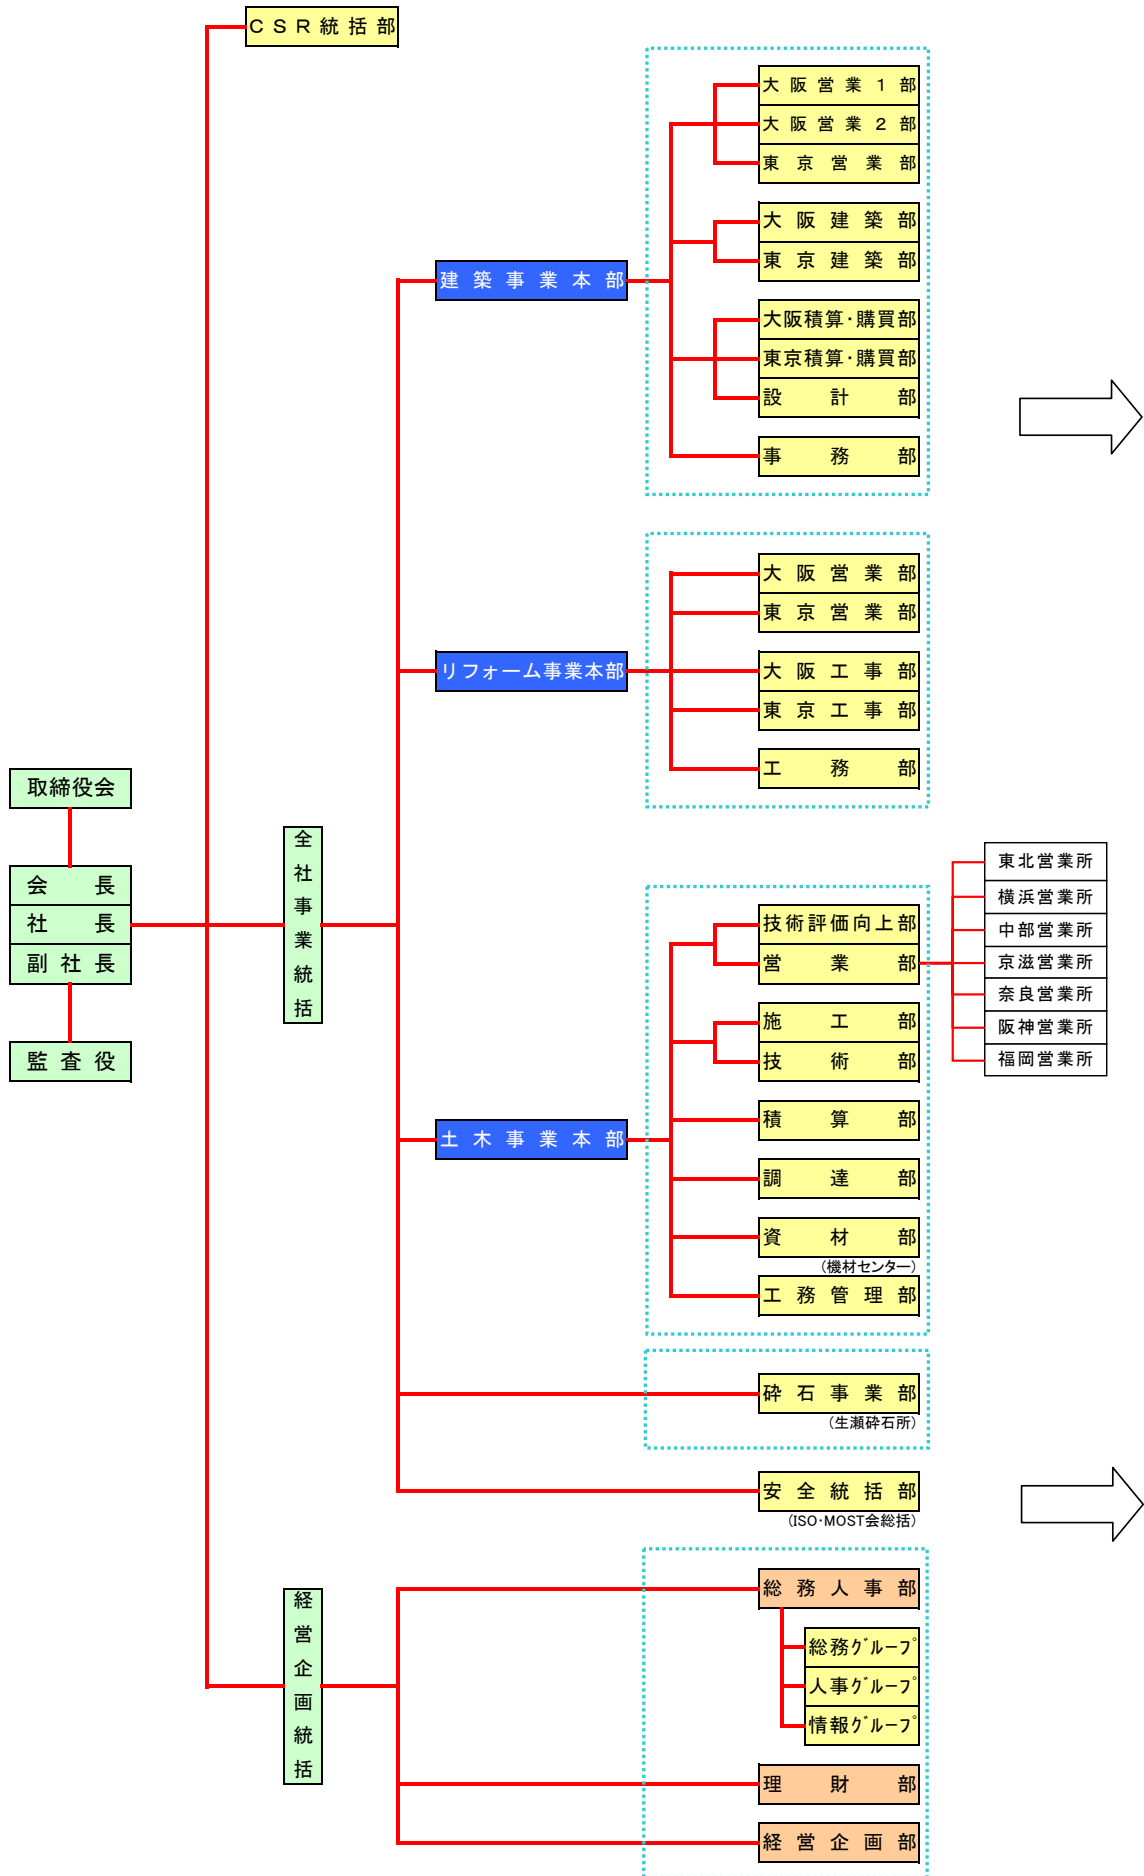 CSR統括部
大阪営業1部
大阪営業2部
東京営業部
大阪建築部
東京建築部
建築事業本部
大阪積算・購買部
東京積算・購買部
設計部
事務部
大阪営業部
東京営業部
リフォーム事業本部
大阪工事部
東京工事部
工務部
取締役会
会長
社長
副社長
監査役
全社事業統括
技術評価向上部
営業部
東北営業所
横浜営業所
中部営業所
京滋営業所
奈良営業所
阪神営業所
福岡営業所
施工部
技術部
土木事業本部
積算部
調達部
資材部
(機材センター)
工務管理部
砕石事業部
(生瀬砕石所)
安全統括部
(ISO・MOST会総括)
経営企画統括
総務人事部
総務グループ
人事グループ
情報グループ
理財部
経営企画部